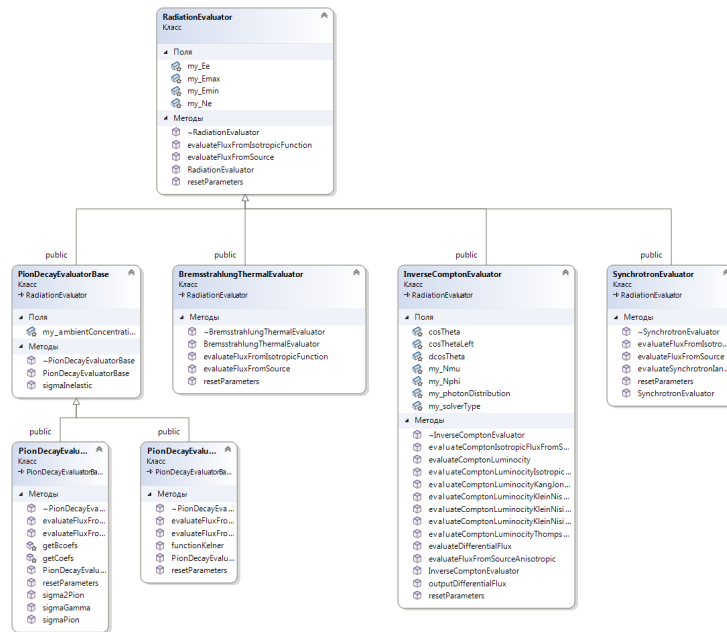 RadiationEvaluator
Класс
Поля
my_Ee
my_Emax
my_Emin
my_Ne
Методы
~RadiationEvaluator
evaluateFluxFromIsotropicFunction
evaluateFluxFromSource
RadiationEvaluator
resetParameters
public
public
public
public
PionDecayEvaluatorBase
Класс
RadiationEvaluator
Поля
my_ambientConcentrati...
Методы
~PionDecayEvaluatorBase
PionDecayEvaluatorBase
sigmaInelastic
BremsstrahlungThermalEvaluator
Класс
RadiationEvaluator
Методы
~BremsstrahlungThermalEvaluator
BremsstrahlungThermalEvaluator
evaluateFluxFromIsotropicFunction
evaluateFluxFromSource
resetParameters
InverseComptonEvaluator
Класс
RadiationEvaluator
Поля
cosTheta
cosThetaLeft
dcosTheta
my_Nmu
my_Nphi
my_photonDistribution
my_solverType
Методы
~InverseComptonEvaluator
evaluateComptonIsotropicFluxFromS...
evaluateComptonLuminocity
evaluateComptonLuminocityIsotropic...
evaluateComptonLuminocityKangJon...
evaluateComptonLuminocityKleinNis...
evaluateComptonLuminocityKleinNisi...
evaluateComptonLuminocityKleinNisi...
evaluateComptonLuminocityThomps...
evaluateDifferentialFlux
evaluateFluxFromSourceAnisotropic
InverseComptonEvaluator
outputDifferentialFlux
resetParameters
SynchrotronEvaluator
Класс
RadiationEvaluator
Методы
~SynchrotronEvaluator
evaluateFluxFromIsotro...
evaluateFluxFromSource
evaluateSynchrotronIan...
resetParameters
SynchrotronEvaluator
public
public
PionDecayEvalu...
Класс
PionDecayEvaluatorBa...
Методы
~PionDecayEva...
evaluateFluxFro...
evaluateFluxFro...
getBcoefs
getCoefs
PionDecayEvalu...
resetParameters
sigma2Pion
sigmaGamma
sigmaPion
PionDecayEvalu...
Класс
PionDecayEvaluatorBa...
Методы
~PionDecayEva...
evaluateFluxFro...
evaluateFluxFro...
functionKelner
PionDecayEvalu...
resetParameters